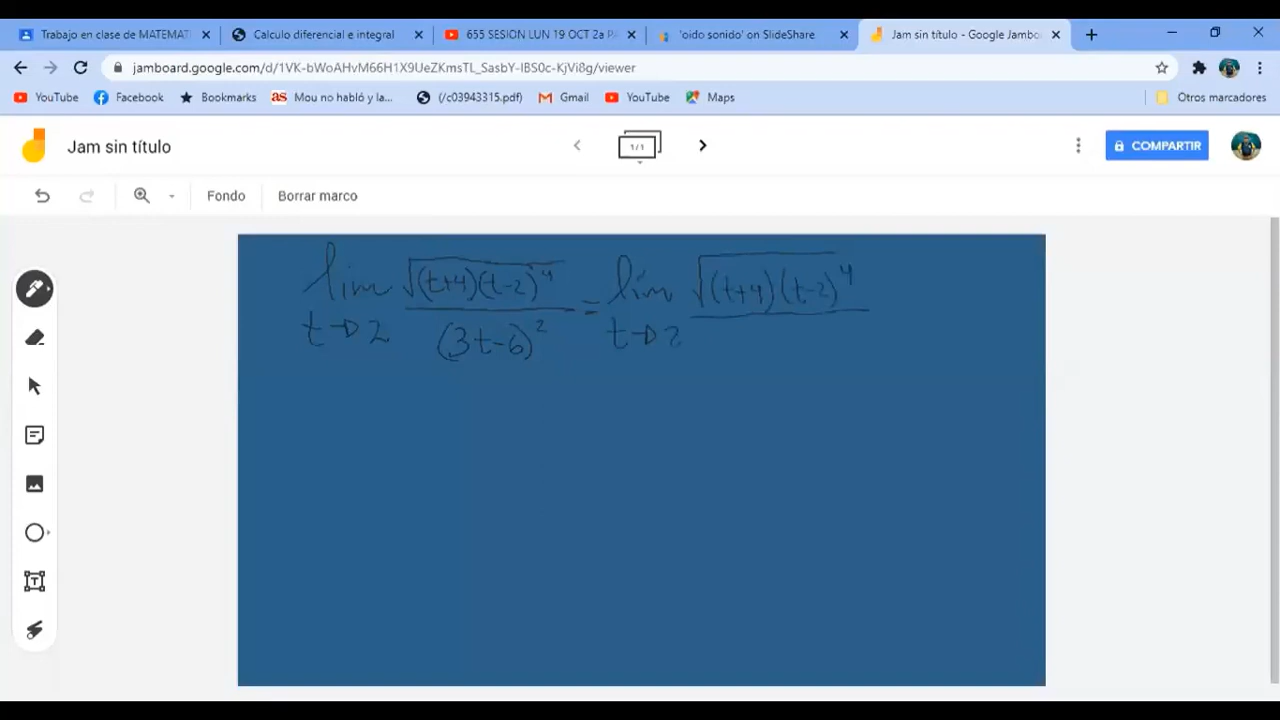 Trabajo en clase de MATEMAT Calculo diferencial e integral 655 SESION LUN 19 OCT 2a PA 'oido sonido' on SlideShare Jam sin título - Google Jambo
jamboard.google.com/d/1VK-bWoAHvM66H1X9UeZKmsTL_SasbY-IBS0c-KjVi8g/viewer
YouTube Facebook Bookmarks as Mou no habló y la... (/c03943315.pdf) Gmail YouTube Maps Otros marcadores
Jam sin título 1/1 COMPARTIR
Fondo Borrar marco
lim √(t+4)(t-2)^4 = lim √(t+4)(t-2)^4
t→2 (3t-6)^2 t→2